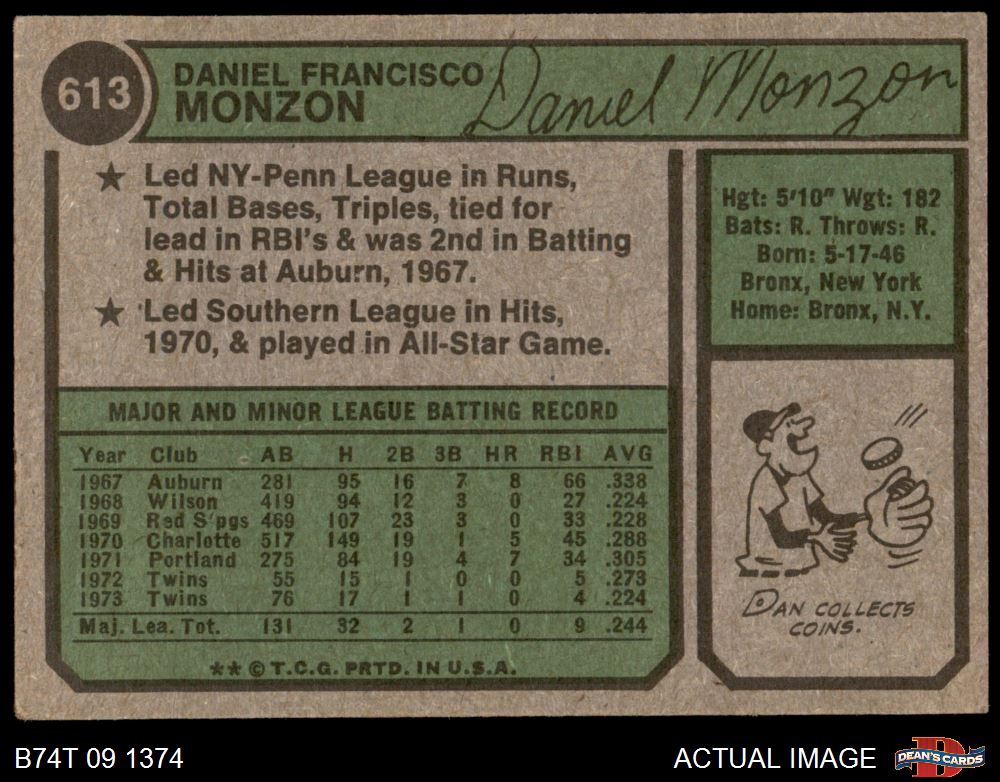 613
DANIEL FRANCISCO
MONZON
Daniel Monzon
★ Led NY-Penn League in Runs,
Total Bases, Triples, tied for
lead in RBI's & was 2nd in Batting
& Hits at Auburn, 1967.
★ Led Southern League in Hits,
1970, & played in All-Star Game.
Hgt: 5'10" Wgt: 182
Bats: R. Throws: R.
Born: 5-17-46
Bronx, New York
Home: Bronx, N.Y.
MAJOR AND MINOR LEAGUE BATTING RECORD
Year Club AB H 2B 3B HR RBI AVG
1967 Auburn 281 95 16 7 8 66 .338
1968 Wilson 419 94 12 3 0 27 .224
1969 Red S'pgs 469 107 23 3 0 33 .228
1970 Charlotte 517 149 19 1 5 45 .288
1971 Portland 275 84 19 4 7 34 .305
1972 Twins 55 15 1 0 0 5 .273
1973 Twins 76 17 1 1 0 4 .224
Maj. Lea. Tot. 131 32 2 1 0 9 .244
** © T.C.G. PRTD. IN U.S.A.
DAN COLLECTS
COINS.
B74T 09 1374
ACTUAL IMAGE
D
DEAN'S CARDS